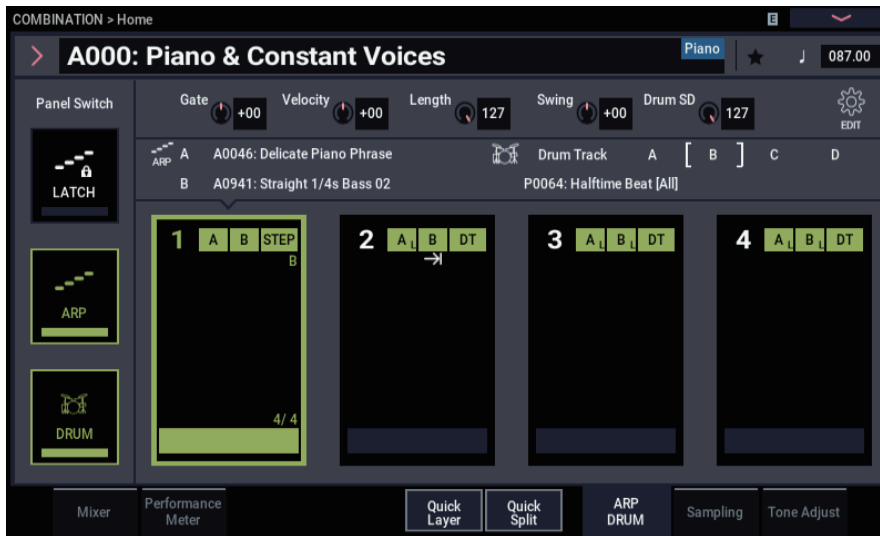 COMBINATION > Home E
A000: Piano & Constant Voices Piano ♩ 087.00
Panel Switch Gate +00 Velocity +00 Length 127 Swing +00 Drum SD 127 EDIT
LATCH
ARP A A0046: Delicate Piano Phrase Drum Track A [ B ] C D
B A0941: Straight 1/4s Bass 02 P0064: Halftime Beat [All]
1 A B STEP 2 A L B DT 3 A L B L DT 4 A L B L DT
B
ARP
4/4
DRUM
Mixer Performance Meter Quick Layer Quick Split ARP DRUM Sampling Tone Adjust